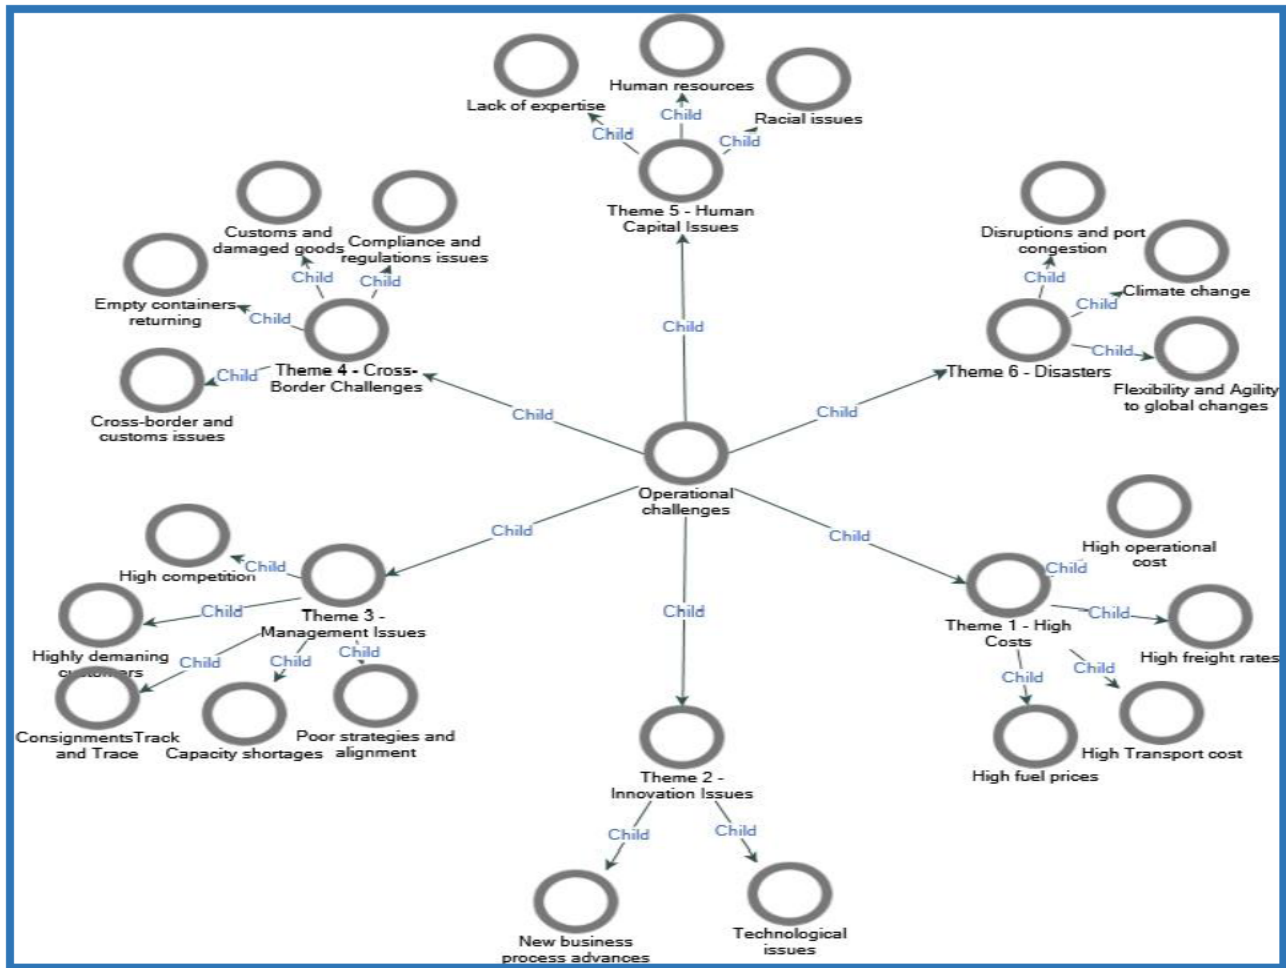 Lack of expertise
Child
Human resources
Child
Racial issues
Child
Theme 5 - Human
Capital Issues
Child
Customs and
damaged goods
Child
Compliance and
regulations issues
Child
Empty containers
returning
Child
Cross-border and
customs issues
Child
Theme 4 - Cross-
Border Challenges
Child
Disruptions and port
congestion
Child
Climate change
Child
Flexibility and Agility
to global changes
Child
Theme 6 - Disasters
Child
Operational
challenges
High competition
Child
Highly demaning
customers
Child
ConsignmentsTrack
and Trace
Child
Capacity shortages
Child
Poor strategies and
alignment
Child
Theme 3 -
Management Issues
Child
Theme 2 -
Innovation Issues
Child
New business
process advances
Child
Technological
issues
Child
High operational
cost
Child
High freight rates
Child
High Transport cost
Child
High fuel prices
Child
Theme 1 - High
Costs
Child